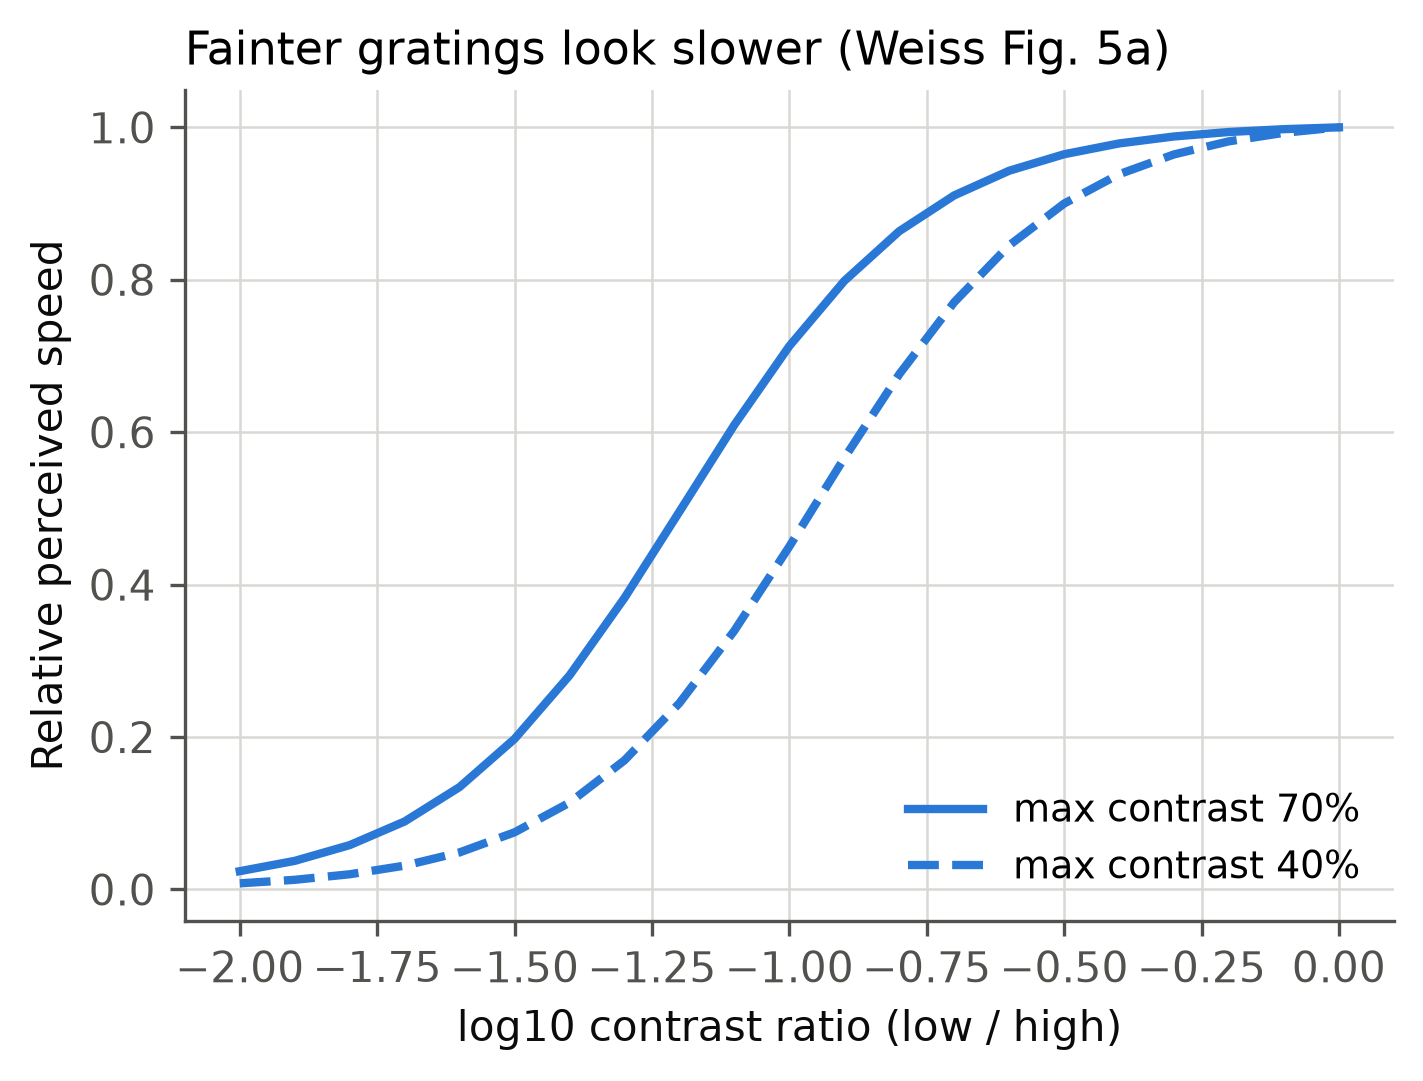 Fainter gratings look slower (Weiss Fig. 5a)
Relative perceived speed
1.0
0.8
0.6
0.4
0.2
0.0
max contrast 70%
max contrast 40%
−2.00 −1.75 −1.50 −1.25 −1.00 −0.75 −0.50 −0.25 0.00
log10 contrast ratio (low / high)